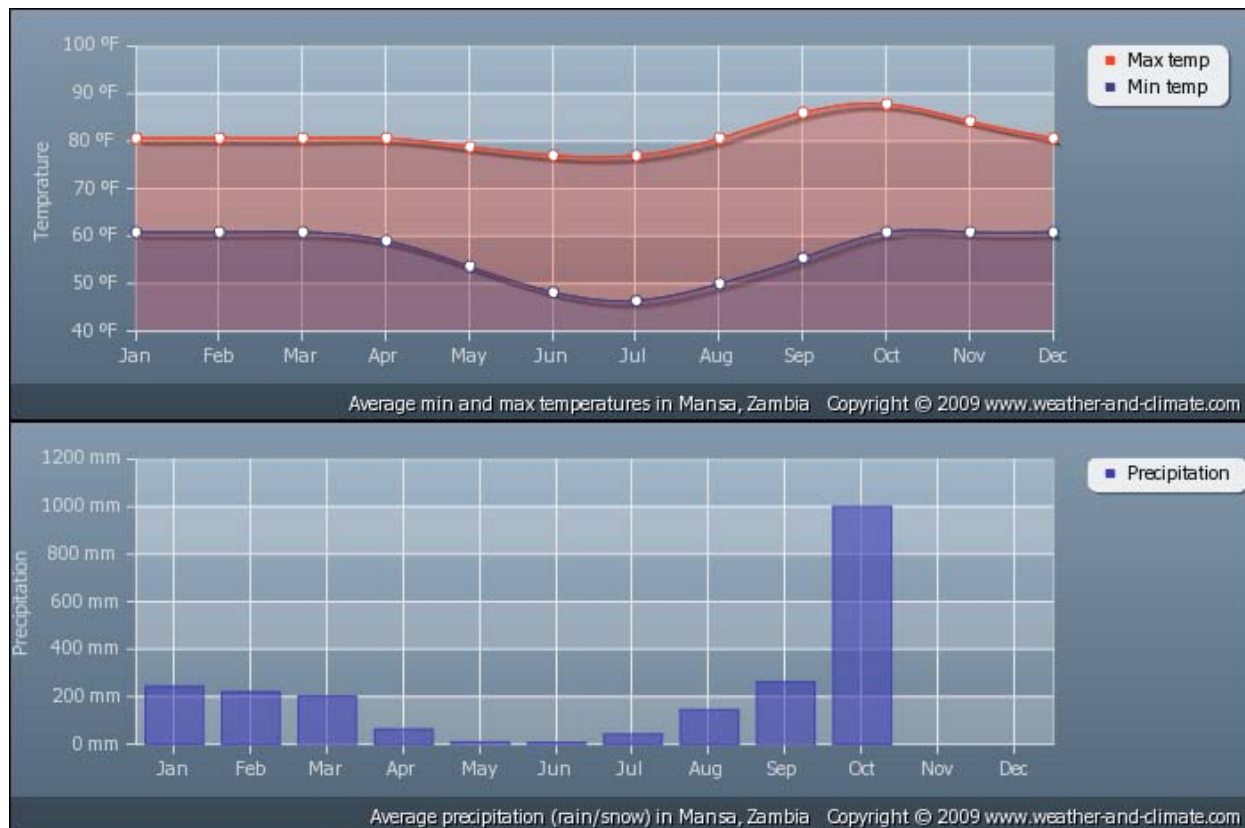 100 ºF
90 ºF
80 ºF
70 ºF
60 ºF
50 ºF
40 ºF
Temprature
Jan Feb Mar Apr May Jun Jul Aug Sep Oct Nov Dec
Max temp
Min temp
Average min and max temperatures in Mansa, Zambia Copyright © 2009 www.weather-and-climate.com
1200 mm
1000 mm
800 mm
600 mm
400 mm
200 mm
0 mm
Precipitation
Jan Feb Mar Apr May Jun Jul Aug Sep Oct Nov Dec
Precipitation
Average precipitation (rain/snow) in Mansa, Zambia Copyright © 2009 www.weather-and-climate.com